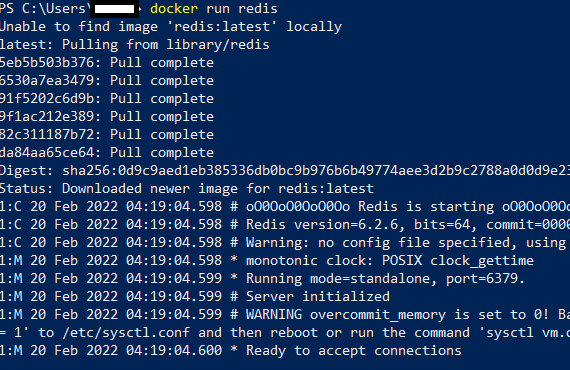 PS C:\Users\ > docker run redis
Unable to find image 'redis:latest' locally
latest: Pulling from library/redis
5eb5b503b376: Pull complete
6530a7ea3479: Pull complete
91f5202c6d9b: Pull complete
9f1ac212e389: Pull complete
82c311187b72: Pull complete
da84aa65ce64: Pull complete
Digest: sha256:0d9c9aed1eb385336db0bc9b976b6b49774aee3d2b9c2788a0d0d9e23
Status: Downloaded newer image for redis:latest
1:C 20 Feb 2022 04:19:04.598 # oO0OoO0OoO0Oo Redis is starting oO0OoO0Oo
1:C 20 Feb 2022 04:19:04.598 # Redis version=6.2.6, bits=64, commit=0000
1:C 20 Feb 2022 04:19:04.598 # Warning: no config file specified, using
1:M 20 Feb 2022 04:19:04.598 * monotonic clock: POSIX clock_gettime
1:M 20 Feb 2022 04:19:04.599 * Running mode=standalone, port=6379.
1:M 20 Feb 2022 04:19:04.599 # Server initialized
1:M 20 Feb 2022 04:19:04.599 # WARNING overcommit_memory is set to 0! Ba
= 1' to /etc/sysctl.conf and then reboot or run the command 'sysctl vm.o
1:M 20 Feb 2022 04:19:04.600 * Ready to accept connections